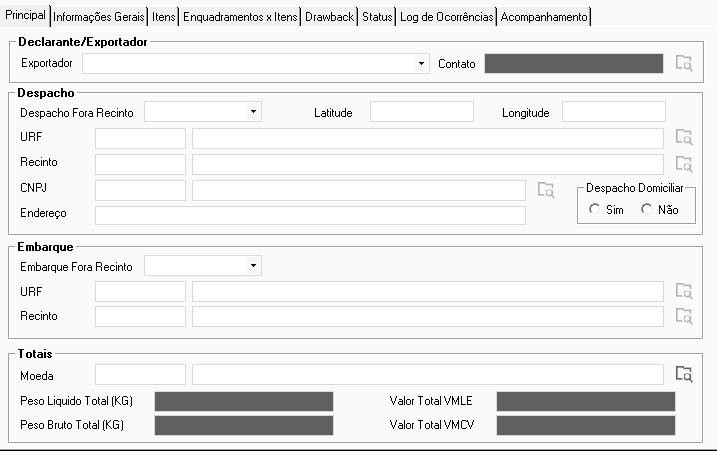 Principal Informações Gerais Itens Enquadramentos x Itens Drawback Status Log de Ocorrências Acompanhamento
Declarante/Exportador
Exportador Contato
Despacho
Despacho Fora Recinto Latitude Longitude
URF
Recinto
CNPJ Despacho Domiciliar
Endereço Sim Não
Embarque
Embarque Fora Recinto
URF
Recinto
Totais
Moeda
Peso Liquido Total (KG) Valor Total VMLE
Peso Bruto Total (KG) Valor Total VMCV